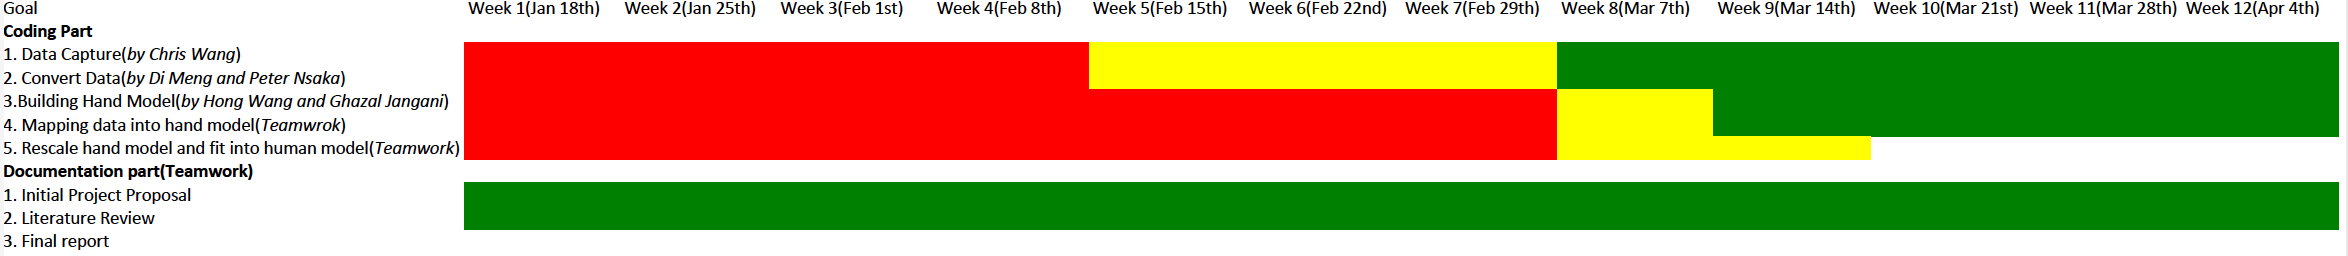 Goal Week 1(Jan 18th) Week 2(Jan 25th) Week 3(Feb 1st) Week 4(Feb 8th) Week 5(Feb 15th) Week 6(Feb 22nd) Week 7(Feb 29th) Week 8(Mar 7th) Week 9(Mar 14th) Week 10(Mar 21st) Week 11(Mar 28th) Week 12(Apr 4th)
Coding Part
1. Data Capture(by Chris Wang)
2. Convert Data(by Di Meng and Peter Nsaka)
3.Building Hand Model(by Hong Wang and Ghazal Jangani)
4. Mapping data into hand model(Teamwrok)
5. Rescale hand model and fit into human model(Teamwork)
Documentation part(Teamwork)
1. Initial Project Proposal
2. Literature Review
3. Final report